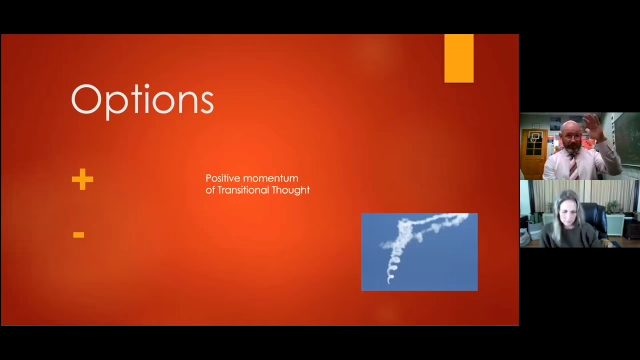 Options
+
Positive momentum
of Transitional Thought
-